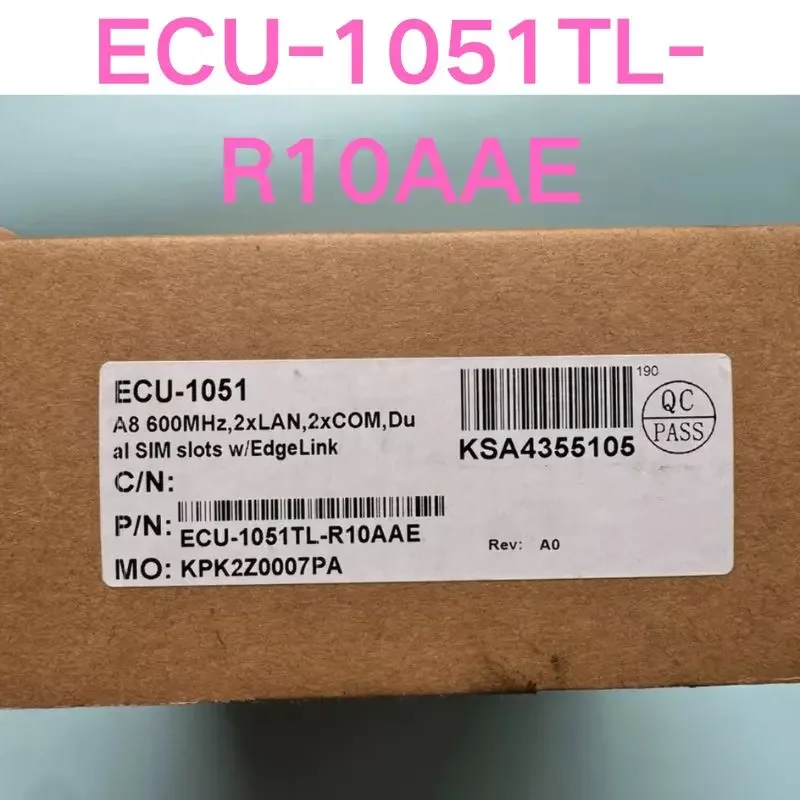 ECU-1051TL-
R10AAE
ECU-1051
A8 600MHz,2xLAN,2xCOM,Du
al SIM slots w/EdgeLink
C/N:
P/N: ECU-1051TL-R10AAE
MO: KPK2Z0007PA
190
KSA4355105
QC
PASS
Rev: A0